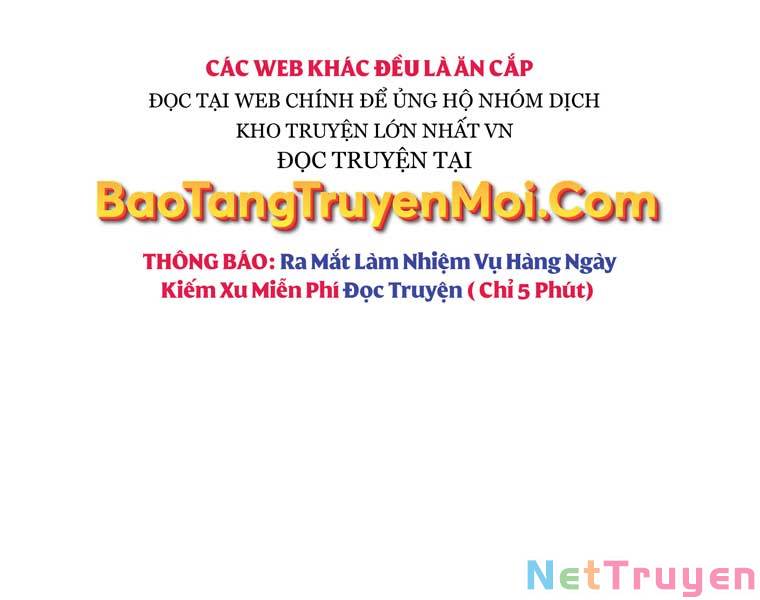 CÁC WEB KHÁC ĐỀU LÀ ĂN CẮP
ĐỌC TẠI WEB CHÍNH ĐỂ ỦNG HỘ NHÓM DỊCH
KHO TRUYỆN LỚN NHẤT VN
ĐỌC TRUYỆN TẠI
BaoTangTruyenMoi.Com
THÔNG BÁO: Ra Mắt Làm Nhiệm Vụ Hàng Ngày
Kiếm Xu Miễn Phí Đọc Truyện ( Chỉ 5 Phút)
NetTruyen